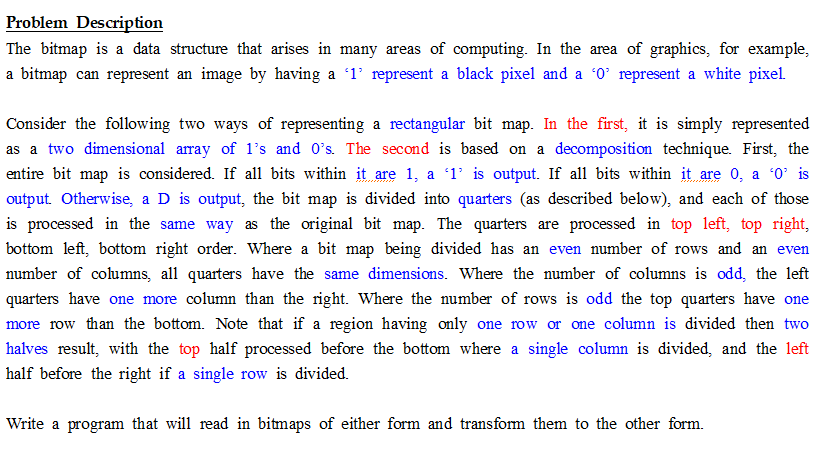 Problem Description
The bitmap is a data structure that arises in many areas of computing. In the area of graphics, for example,
a bitmap can represent an image by having a ‘1’ represent a black pixel and a ‘0’ represent a white pixel.
Consider the following two ways of representing a rectangular bit map. In the first, it is simply represented
as a two dimensional array of 1’s and 0’s. The second is based on a decomposition technique. First, the
entire bit map is considered. If all bits within it are 1, a ‘1’ is output. If all bits within it are 0, a ‘0’ is
output. Otherwise, a D is output, the bit map is divided into quarters (as described below), and each of those
is processed in the same way as the original bit map. The quarters are processed in top left, top right,
bottom left, bottom right order. Where a bit map being divided has an even number of rows and an even
number of columns, all quarters have the same dimensions. Where the number of columns is odd, the left
quarters have one more column than the right. Where the number of rows is odd the top quarters have one
more row than the bottom. Note that if a region having only one row or one column is divided then two
halves result, with the top half processed before the bottom where a single column is divided, and the left
half before the right if a single row is divided.
Write a program that will read in bitmaps of either form and transform them to the other form.